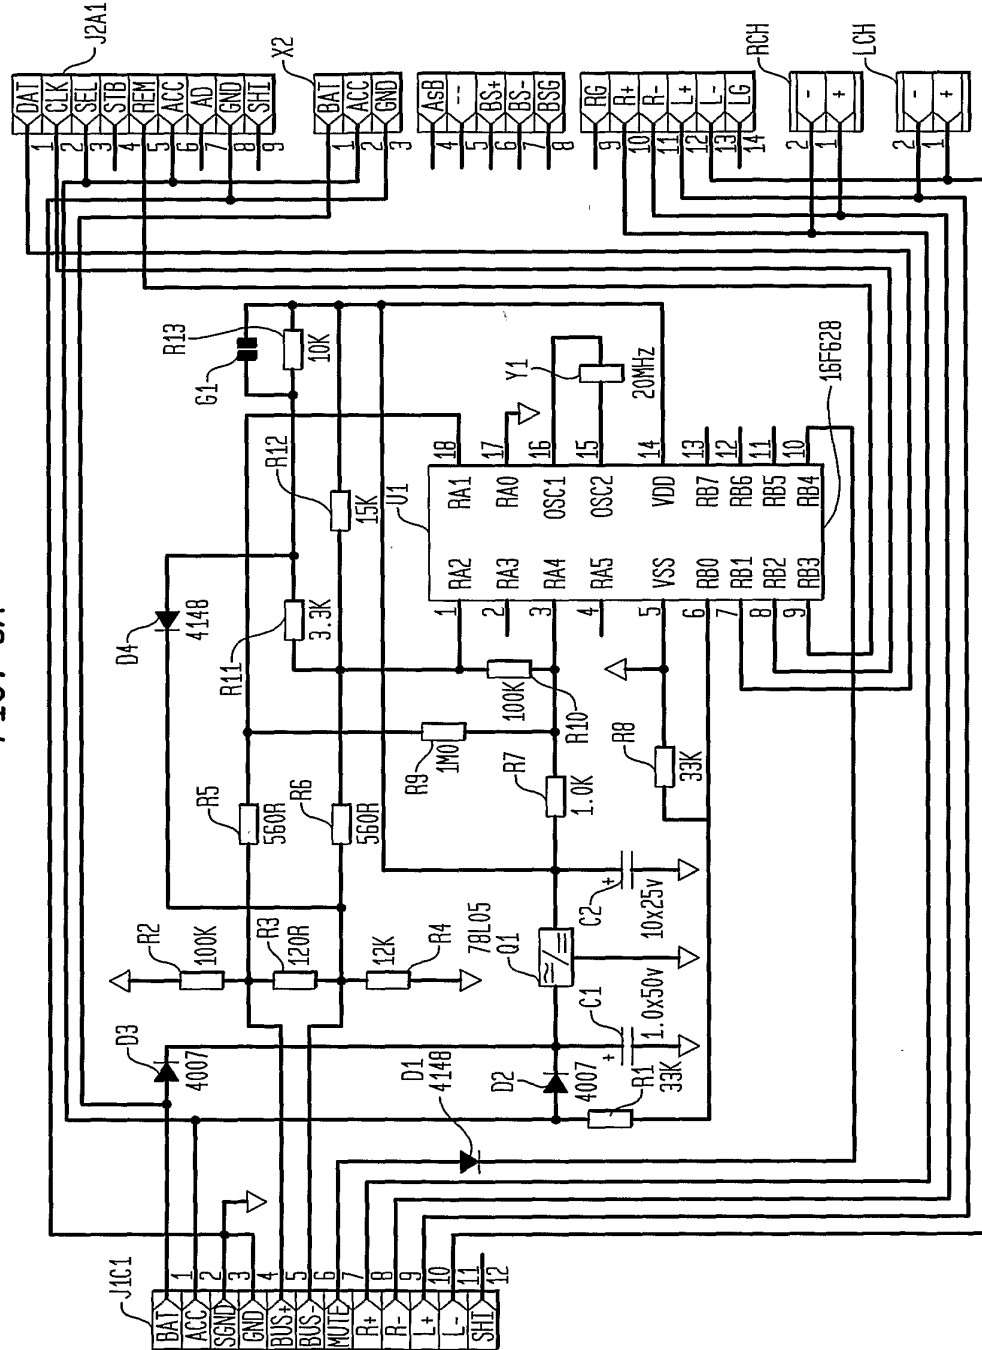 J2A1
DAT
CLK
SEL
STB
REM
ACC
AD
GND
SHI
1
2
3
4
5
6
7
8
9
X2
BAT
ACC
GND
1
2
3
AsB
--
BS+
BS-
BSG
4
5
6
7
8
RG
R+
R-
L+
L-
LG
9
10
11
12
13
14
RCH
-
+
2
1
LCH
-
+
2
1
G1
R13
10K
R12
15K
D4
4148
R11
3.3K
R5
560R
R6
560R
R9
1M0
100K
R10
R7
1.0K
R8
33K
U1
RA1
RA0
OSC1
OSC2
VDD
RB7
RB6
RB5
RB4
18
17
16
15
14
13
12
11
10
RA2
RA3
RA4
RA5
VSS
RB0
RB1
RB2
RB3
1
2
3
4
5
6
7
8
9
Y1
20MHz
16F628
R2
100K
R3
120R
12K
R4
78L05
Q1
≂/=
C2
+
10x25v
C1
+
1.0x50v
D3
4007
D1
4148
D2
4007
R1
33K
J1C1
BAT
ACC
SGND
GND
BUS+
BUS-
MUTE
R+
R-
L+
L-
SHI
1
2
3
4
5
6
7
8
9
10
11
12